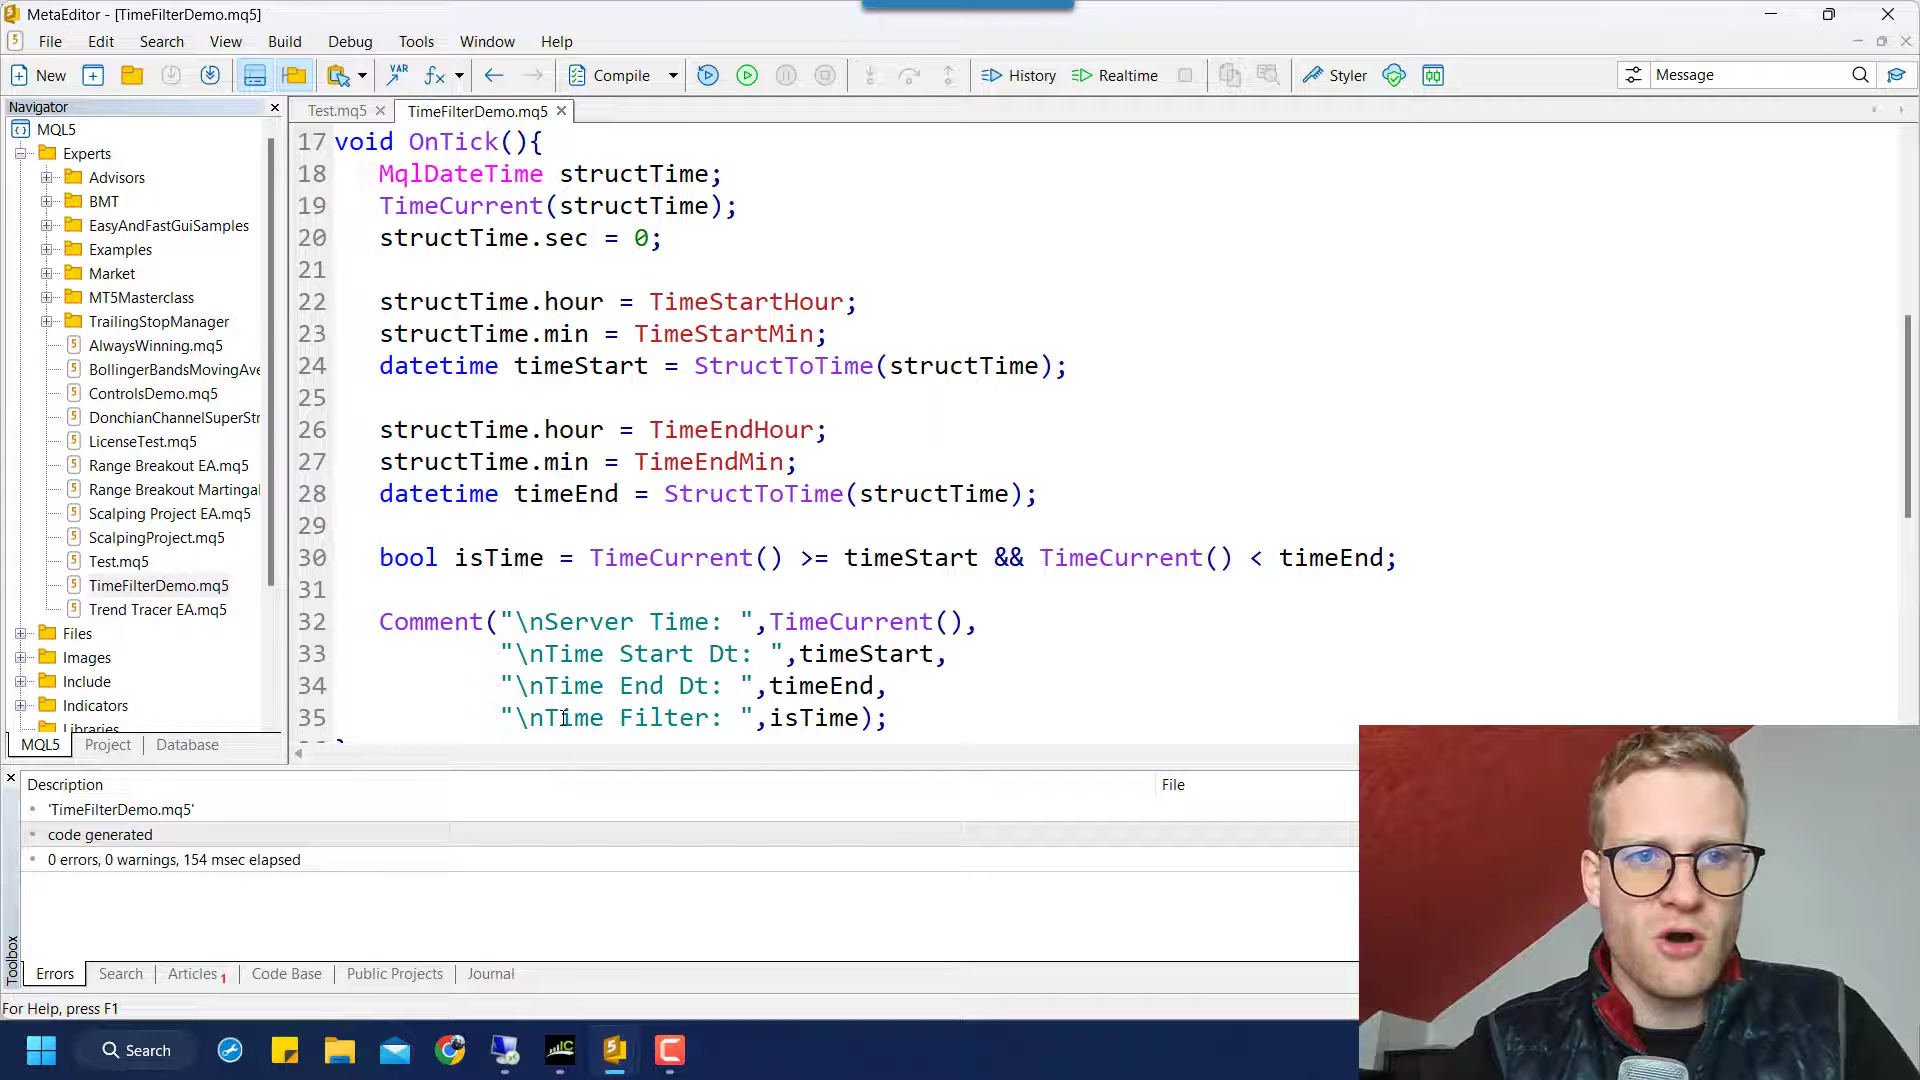 MetaEditor - [TimeFilterDemo.mq5]
File Edit Search View Build Debug Tools Window Help
New VAR fx Compile History Realtime Styler Message
Navigator
Test.mq5 TimeFilterDemo.mq5
MQL5
Experts
Advisors
BMT
EasyAndFastGuiSamples
Examples
Market
MT5Masterclass
TrailingStopManager
AlwaysWinning.mq5
BollingerBandsMovingAve
ControlsDemo.mq5
DonchianChannelSuperStr
LicenseTest.mq5
Range Breakout EA.mq5
Range Breakout Martinga
Scalping Project EA.mq5
ScalpingProject.mq5
Test.mq5
TimeFilterDemo.mq5
Trend Tracer EA.mq5
Files
Images
Include
Indicators
Libraries
MQL5 Project Database
17 void OnTick(){
18 MqlDateTime structTime;
19 TimeCurrent(structTime);
20 structTime.sec = 0;
21
22 structTime.hour = TimeStartHour;
23 structTime.min = TimeStartMin;
24 datetime timeStart = StructToTime(structTime);
25
26 structTime.hour = TimeEndHour;
27 structTime.min = TimeEndMin;
28 datetime timeEnd = StructToTime(structTime);
29
30 bool isTime = TimeCurrent() >= timeStart && TimeCurrent() < timeEnd;
31
32 Comment("\nServer Time: ",TimeCurrent(),
33 "\nTime Start Dt: ",timeStart,
34 "\nTime End Dt: ",timeEnd,
35 "\nTime Filter: ",isTime);
Description File
'TimeFilterDemo.mq5'
code generated
0 errors, 0 warnings, 154 msec elapsed
Toolbox
Errors Search Articles 1 Code Base Public Projects Journal
For Help, press F1
Search